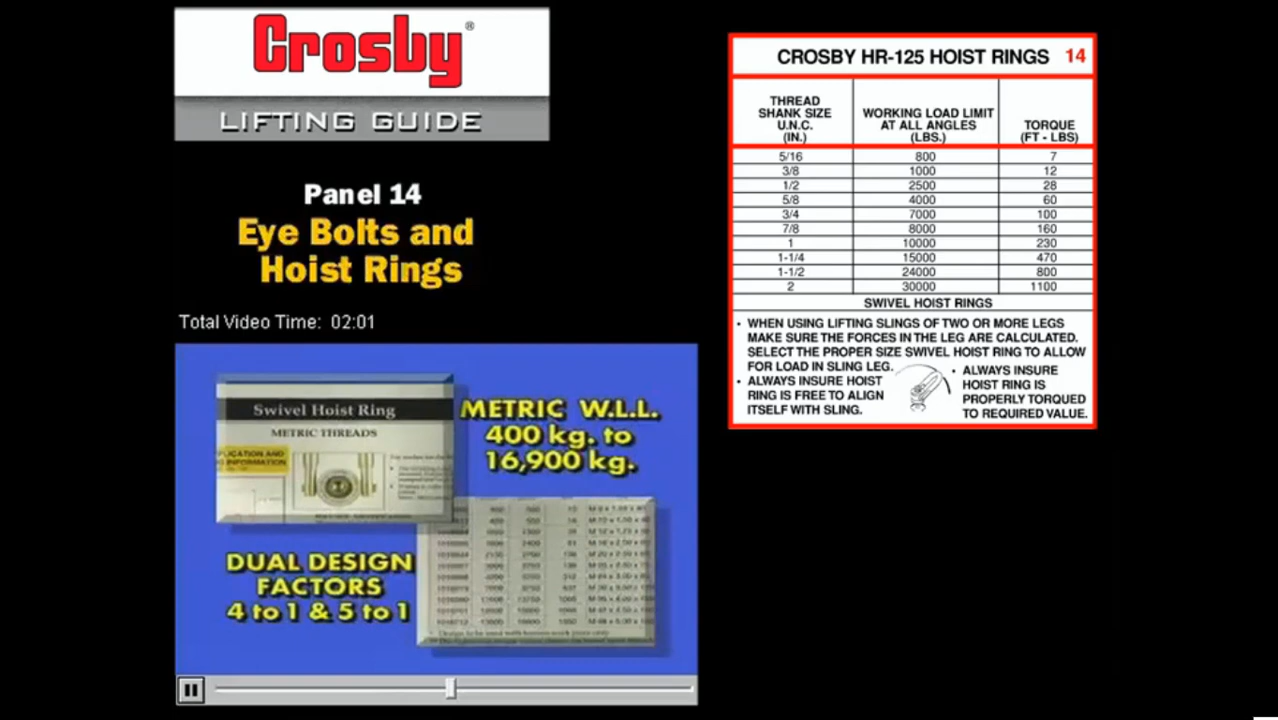 Crosby®
LIFTING GUIDE
Panel 14
Eye Bolts and
Hoist Rings
Total Video Time: 02:01
Swivel Hoist Ring
METRIC THREADS
METRIC W.L.L.
400 kg. to
16,900 kg.
DUAL DESIGN
FACTORS
4 to 1 & 5 to 1
CROSBY HR-125 HOIST RINGS 14
THREAD SHANK SIZE U.N.C. (IN.) WORKING LOAD LIMIT AT ALL ANGLES (LBS.) TORQUE (FT - LBS)
5/16 800 7
3/8 1000 12
1/2 2500 28
5/8 4000 60
3/4 7000 100
7/8 8000 160
1 10000 230
1-1/4 15000 470
1-1/2 24000 800
2 30000 1100
SWIVEL HOIST RINGS
• WHEN USING LIFTING SLINGS OF TWO OR MORE LEGS
MAKE SURE THE FORCES IN THE LEG ARE CALCULATED.
SELECT THE PROPER SIZE SWIVEL HOIST RING TO ALLOW
FOR LOAD IN SLING LEG.
• ALWAYS INSURE HOIST
RING IS FREE TO ALIGN
ITSELF WITH SLING.
• ALWAYS INSURE
HOIST RING IS
PROPERLY TORQUED
TO REQUIRED VALUE.